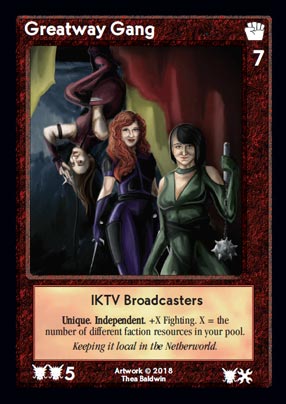 Greatway Gang
7
IKTV Broadcasters
Unique. Independent. +X Fighting. X = the
number of different faction resources in your pool.
Keeping it local in the Netherworld.
5
Artwork © 2018
Thea Baldwin